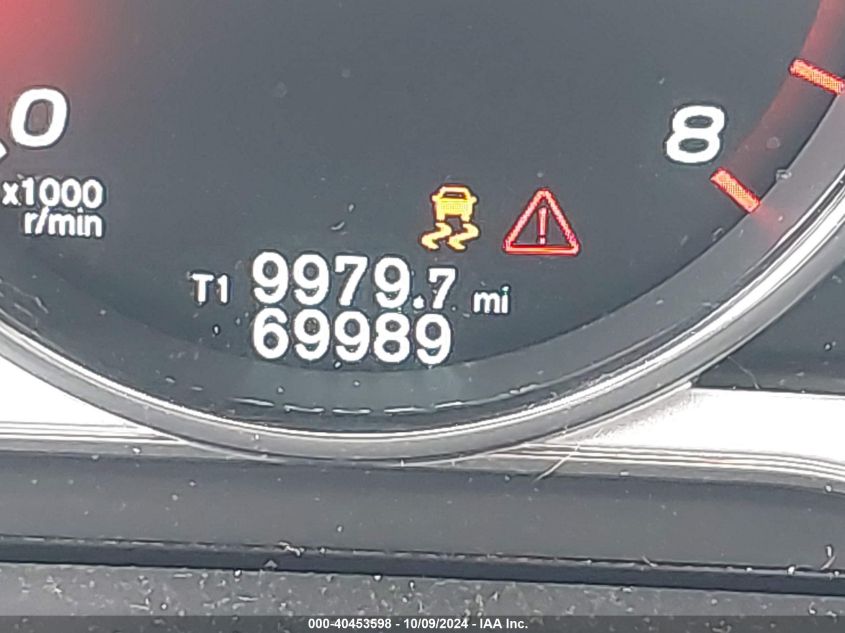 0
8
x1000
r/min
T1 9979.7 mi
69989
000-40453598 - 10/09/2024 - IAA Inc.